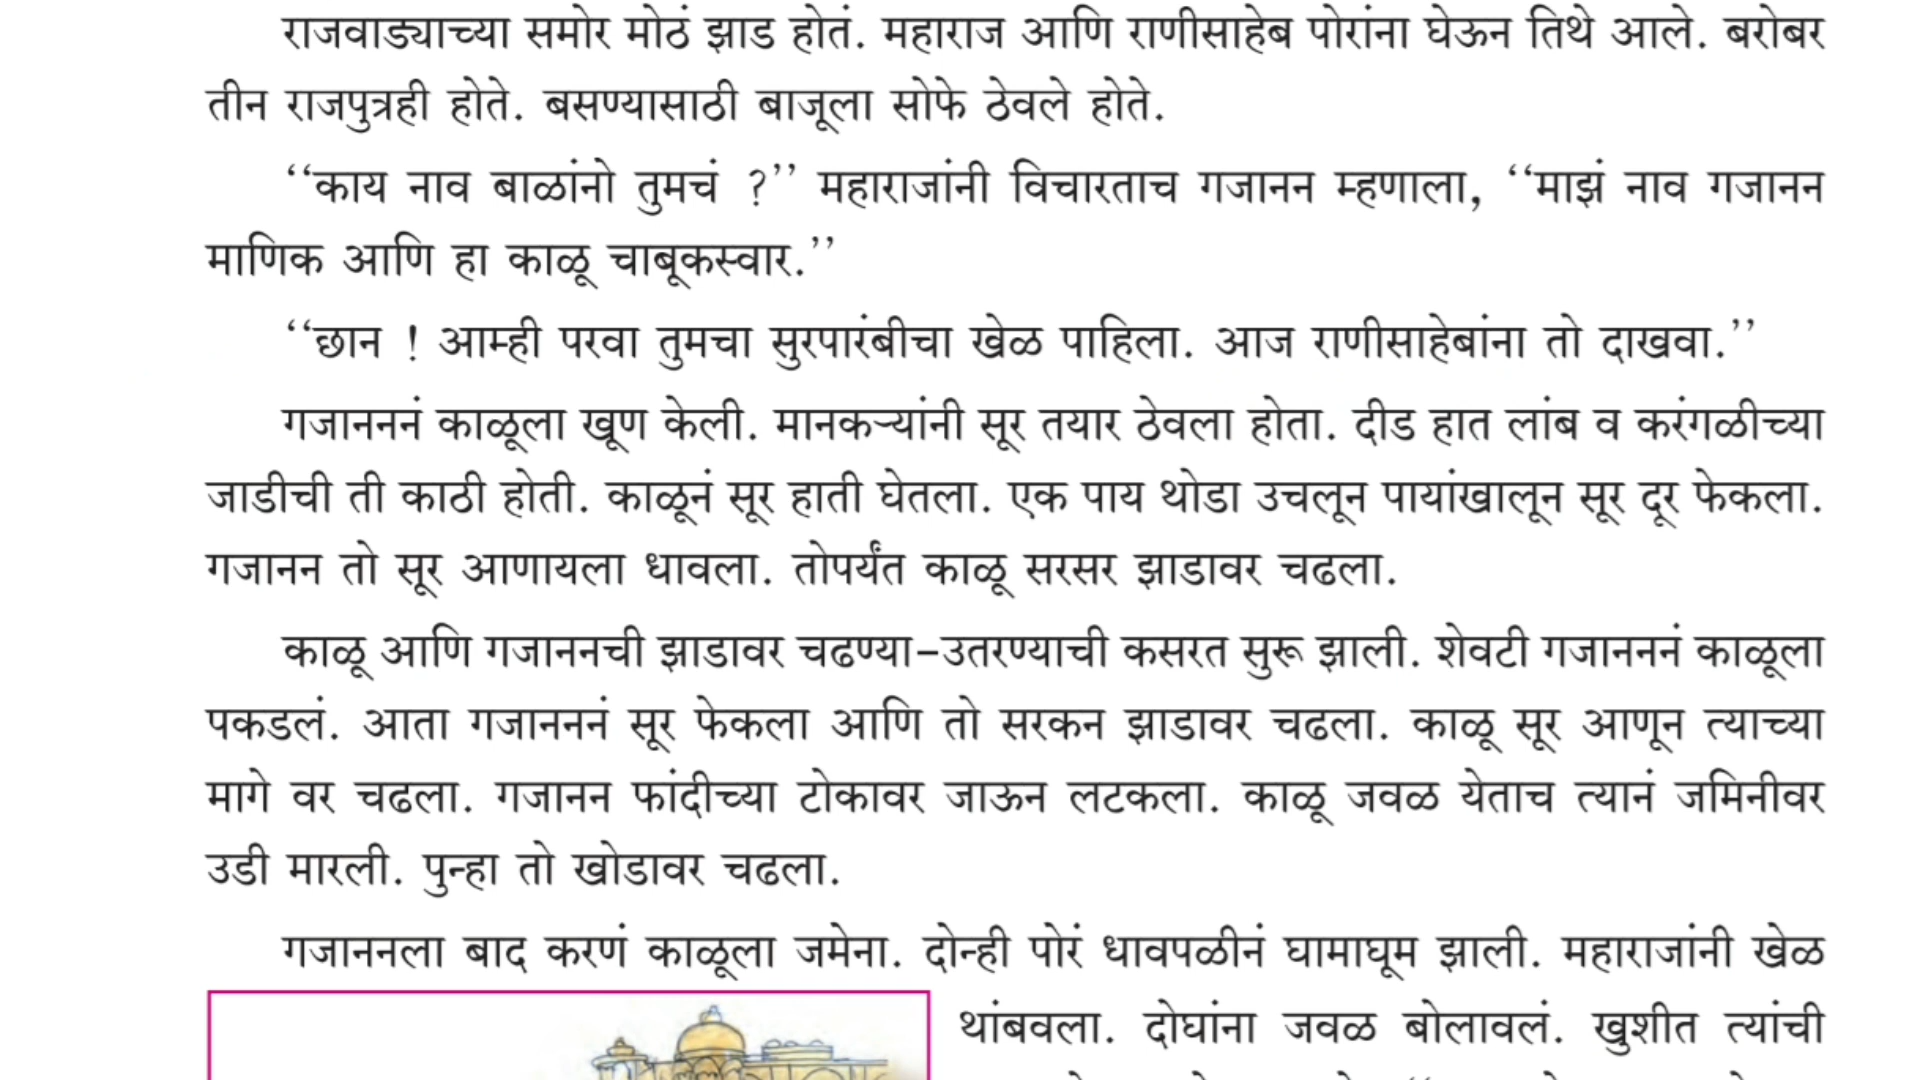 राजवाड्याच्या समोर मोठं झाड होतं. महाराज आणि राणीसाहेब पोरांना घेऊन तिथे आले. बरोबर
तीन राजपुत्रही होते. बसण्यासाठी बाजूला सोफे ठेवले होते.
‘‘काय नाव बाळांनो तुमचं ?’’ महाराजांनी विचारताच गजानन म्हणाला, ‘‘माझं नाव गजानन
माणिक आणि हा काळू चाबूकस्वार.’’
‘‘छान ! आम्ही परवा तुमचा सुरपारंबीचा खेळ पाहिला. आज राणीसाहेबांना तो दाखवा.’’
गजानननं काळूला खूण केली. मानकऱ्यांनी सूर तयार ठेवला होता. दीड हात लांब व करंगळीच्या
जाडीची ती काठी होती. काळूनं सूर हाती घेतला. एक पाय थोडा उचलून पायांखालून सूर दूर फेकला.
गजानन तो सूर आणायला धावला. तोपर्यंत काळू सरसर झाडावर चढला.
काळू आणि गजाननची झाडावर चढण्या-उतरण्याची कसरत सुरू झाली. शेवटी गजानननं काळूला
पकडलं. आता गजानननं सूर फेकला आणि तो सरकन झाडावर चढला. काळू सूर आणून त्याच्या
मागे वर चढला. गजानन फांदीच्या टोकावर जाऊन लटकला. काळू जवळ येताच त्यानं जमिनीवर
उडी मारली. पुन्हा तो खोडावर चढला.
गजाननला बाद करणं काळूला जमेना. दोन्ही पोरं धावपळीनं घामाघूम झाली. महाराजांनी खेळ
थांबवला. दोघांना जवळ बोलावलं. खुशीत त्यांची